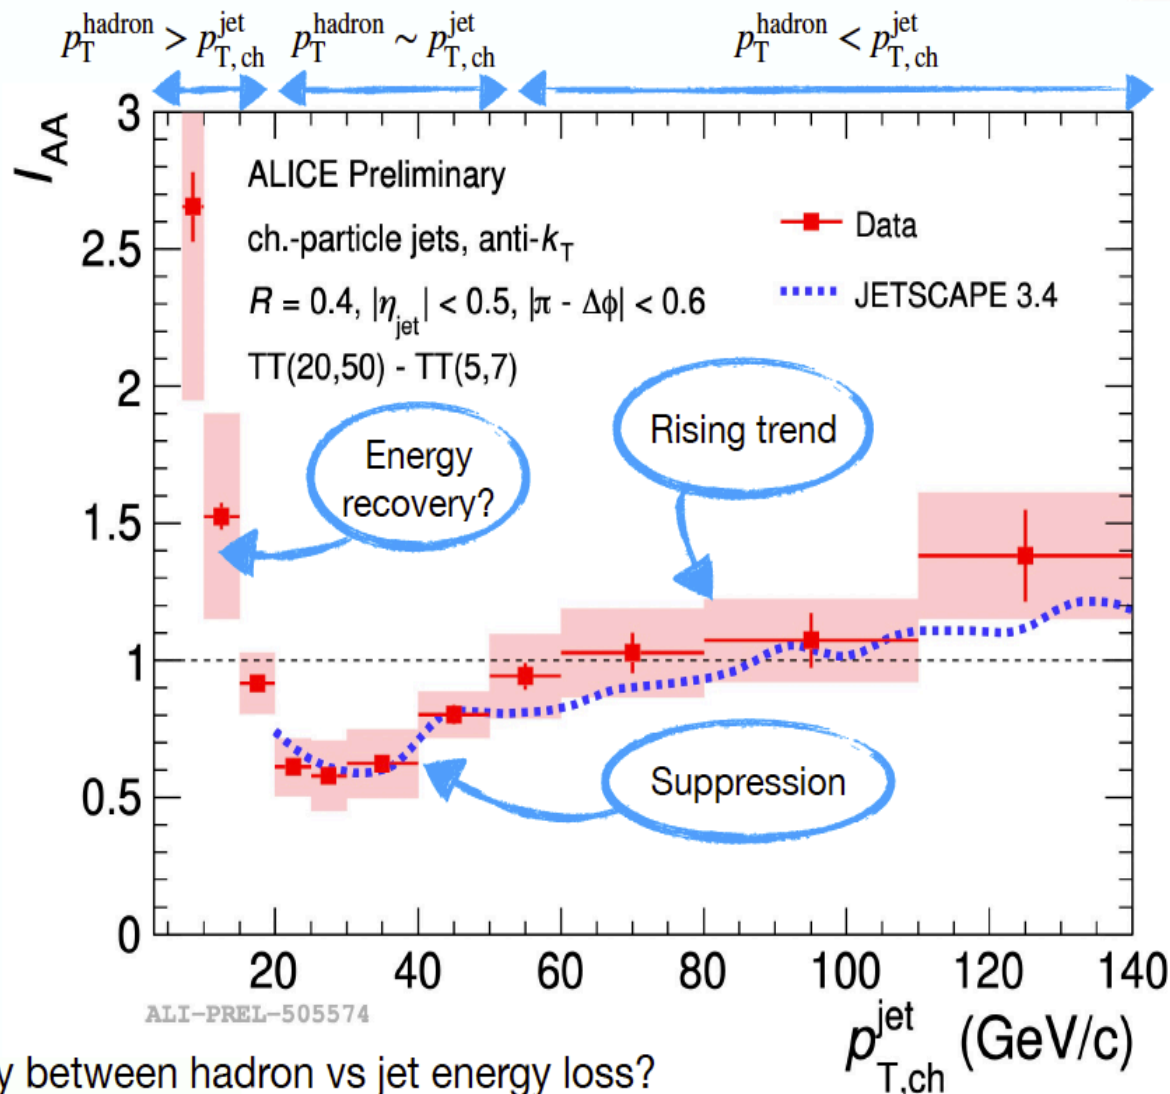 p_T^hadron > p_T,ch^jet p_T^hadron ~ p_T,ch^jet p_T^hadron < p_T,ch^jet
I_AA
3
2.5
2
1.5
1
0.5
0
ALICE Preliminary
ch.-particle jets, anti-k_T
R = 0.4, |η_jet| < 0.5, |π - Δϕ| < 0.6
TT(20,50) - TT(5,7)
Data
JETSCAPE 3.4
Energy
recovery?
Rising trend
Suppression
20 40 60 80 100 120 140
ALI-PREL-505574
p_T,ch^jet (GeV/c)
y between hadron vs jet energy loss?